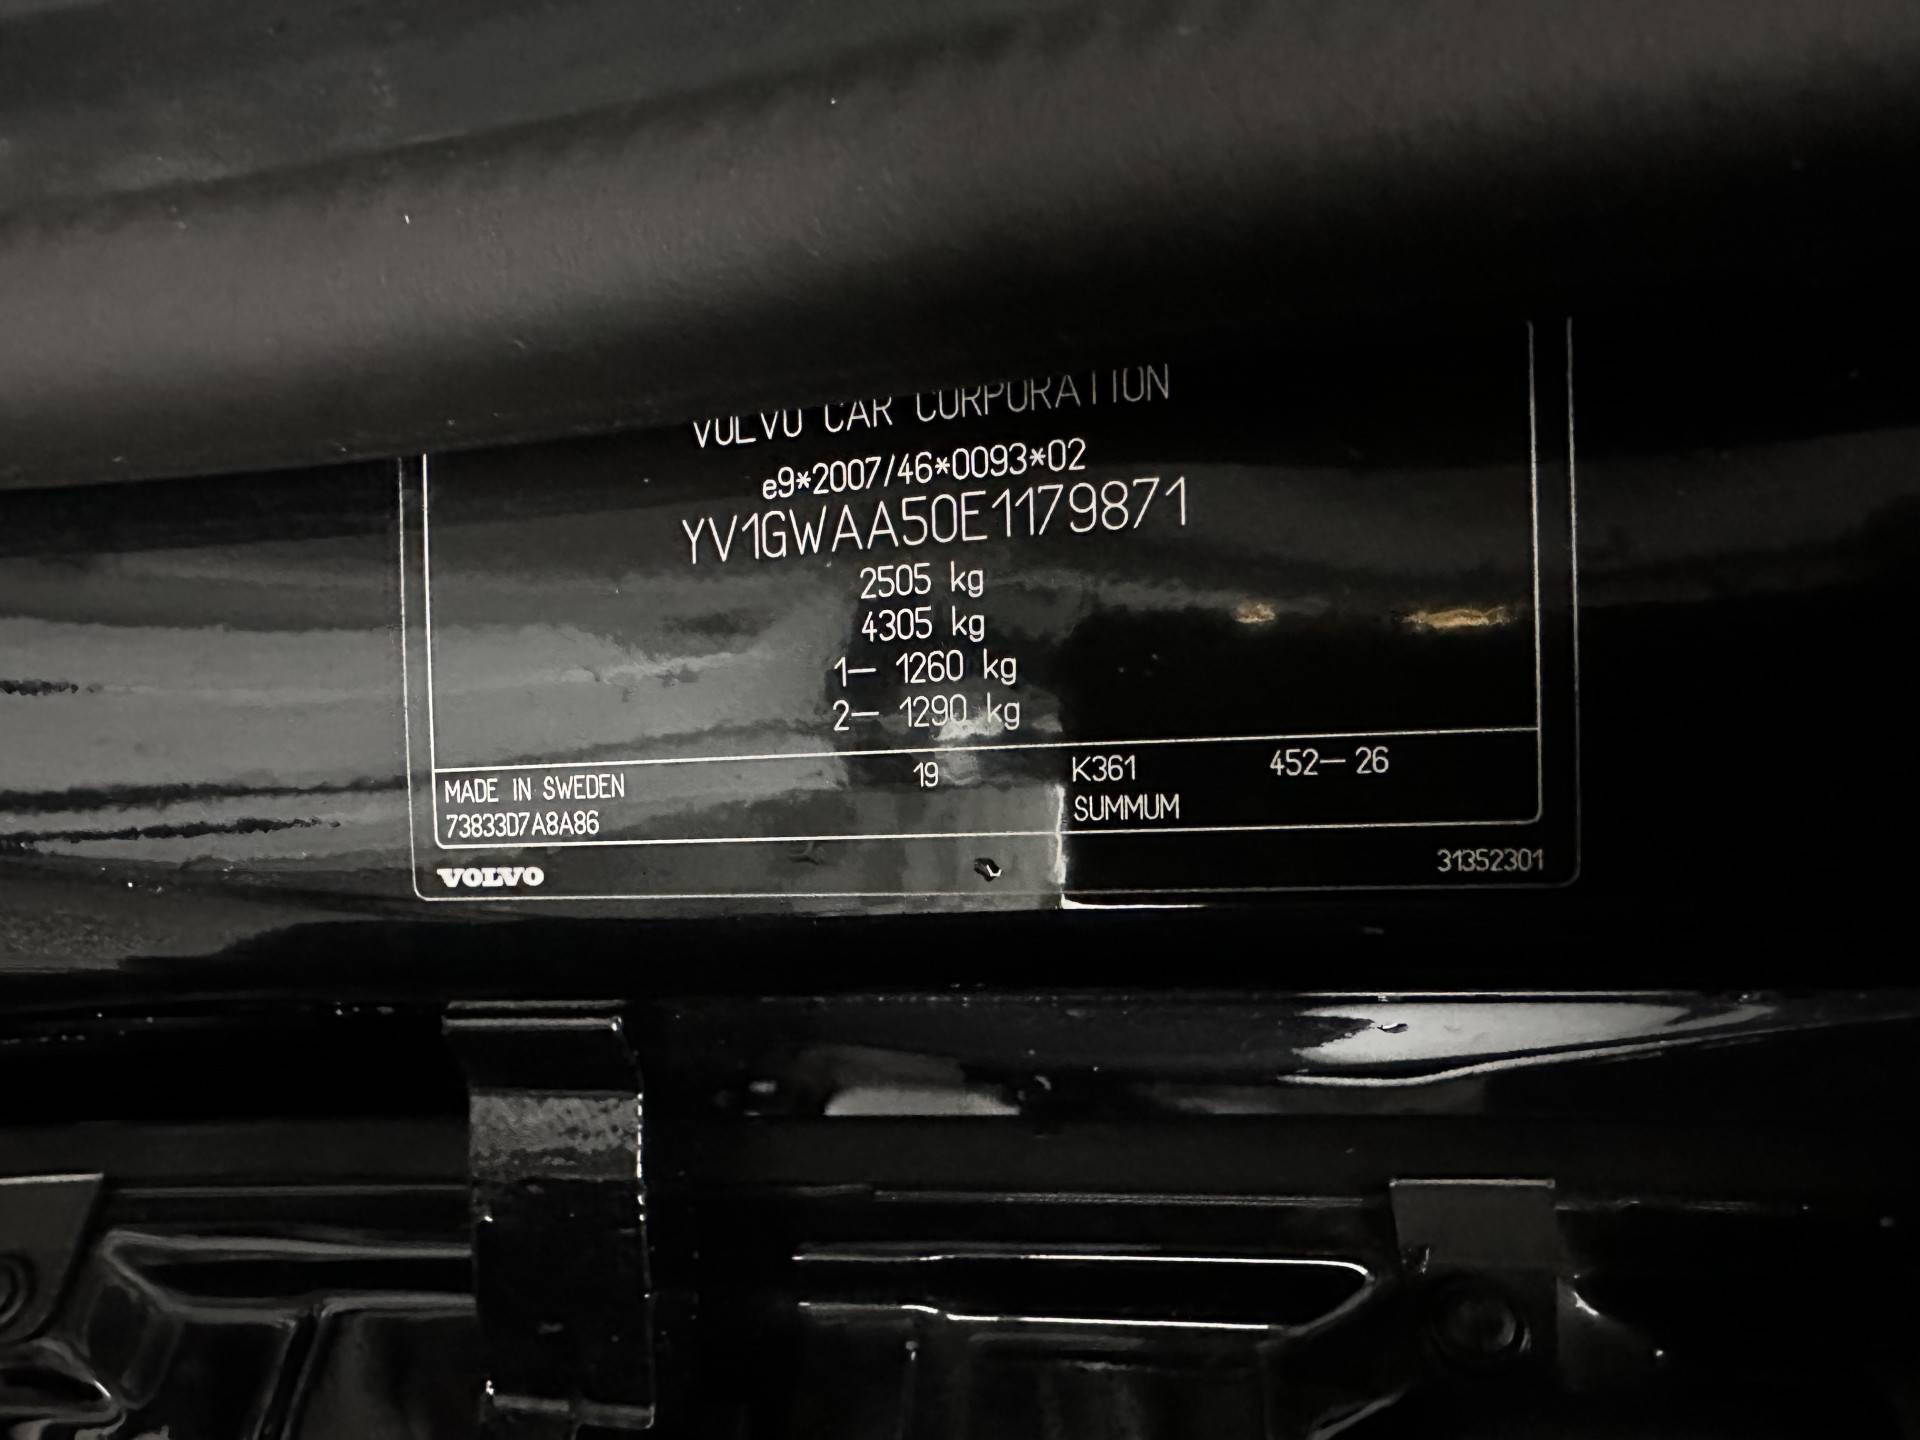 VOLVO CAR CORPORATION
e9*2007/46*0093*02
YV1GWAA50E1179871
2505 kg
4305 kg
1— 1260 kg
2— 1290 kg
MADE IN SWEDEN 19 K361 452—26
73833D7A8A86 SUMMUM
VOLVO 31352301